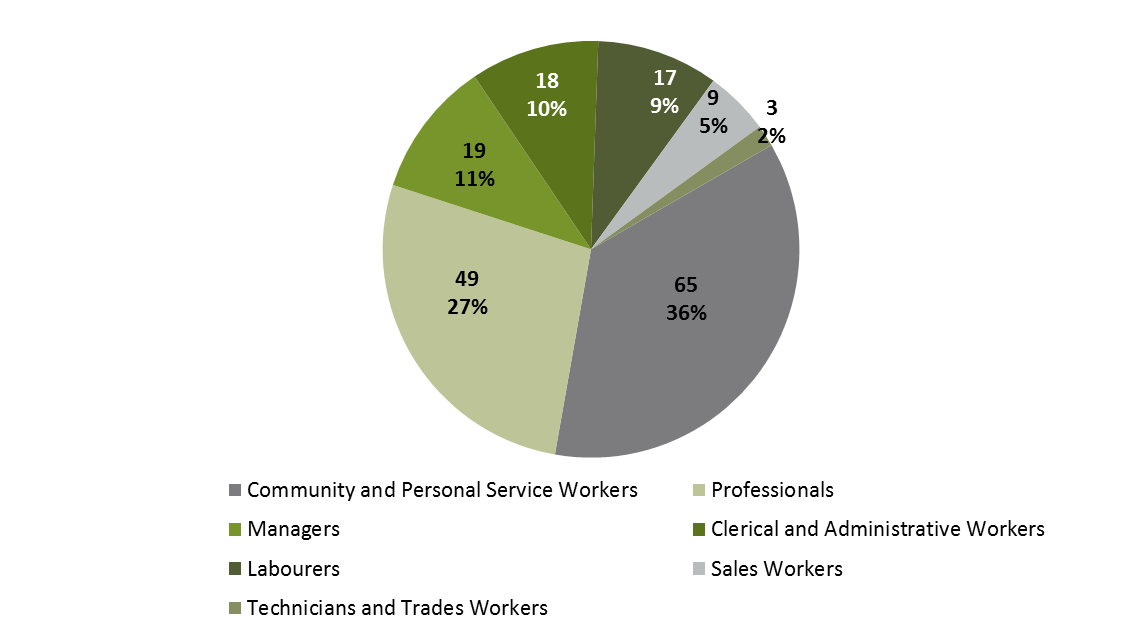 18
10%
17
9%
9
5%
3
2%
19
11%
49
27%
65
36%
Community and Personal Service Workers
Professionals
Managers
Clerical and Administrative Workers
Labourers
Sales Workers
Technicians and Trades Workers